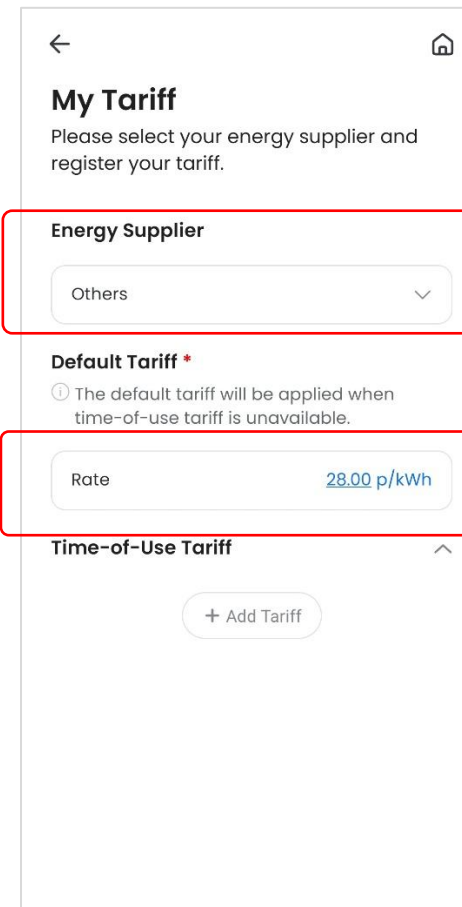 My Tariff
Please select your energy supplier and
register your tariff.
Energy Supplier
Others
Default Tariff *
The default tariff will be applied when
time-of-use tariff is unavailable.
Rate 28.00 p/kWh
Time-of-Use Tariff
+ Add Tariff